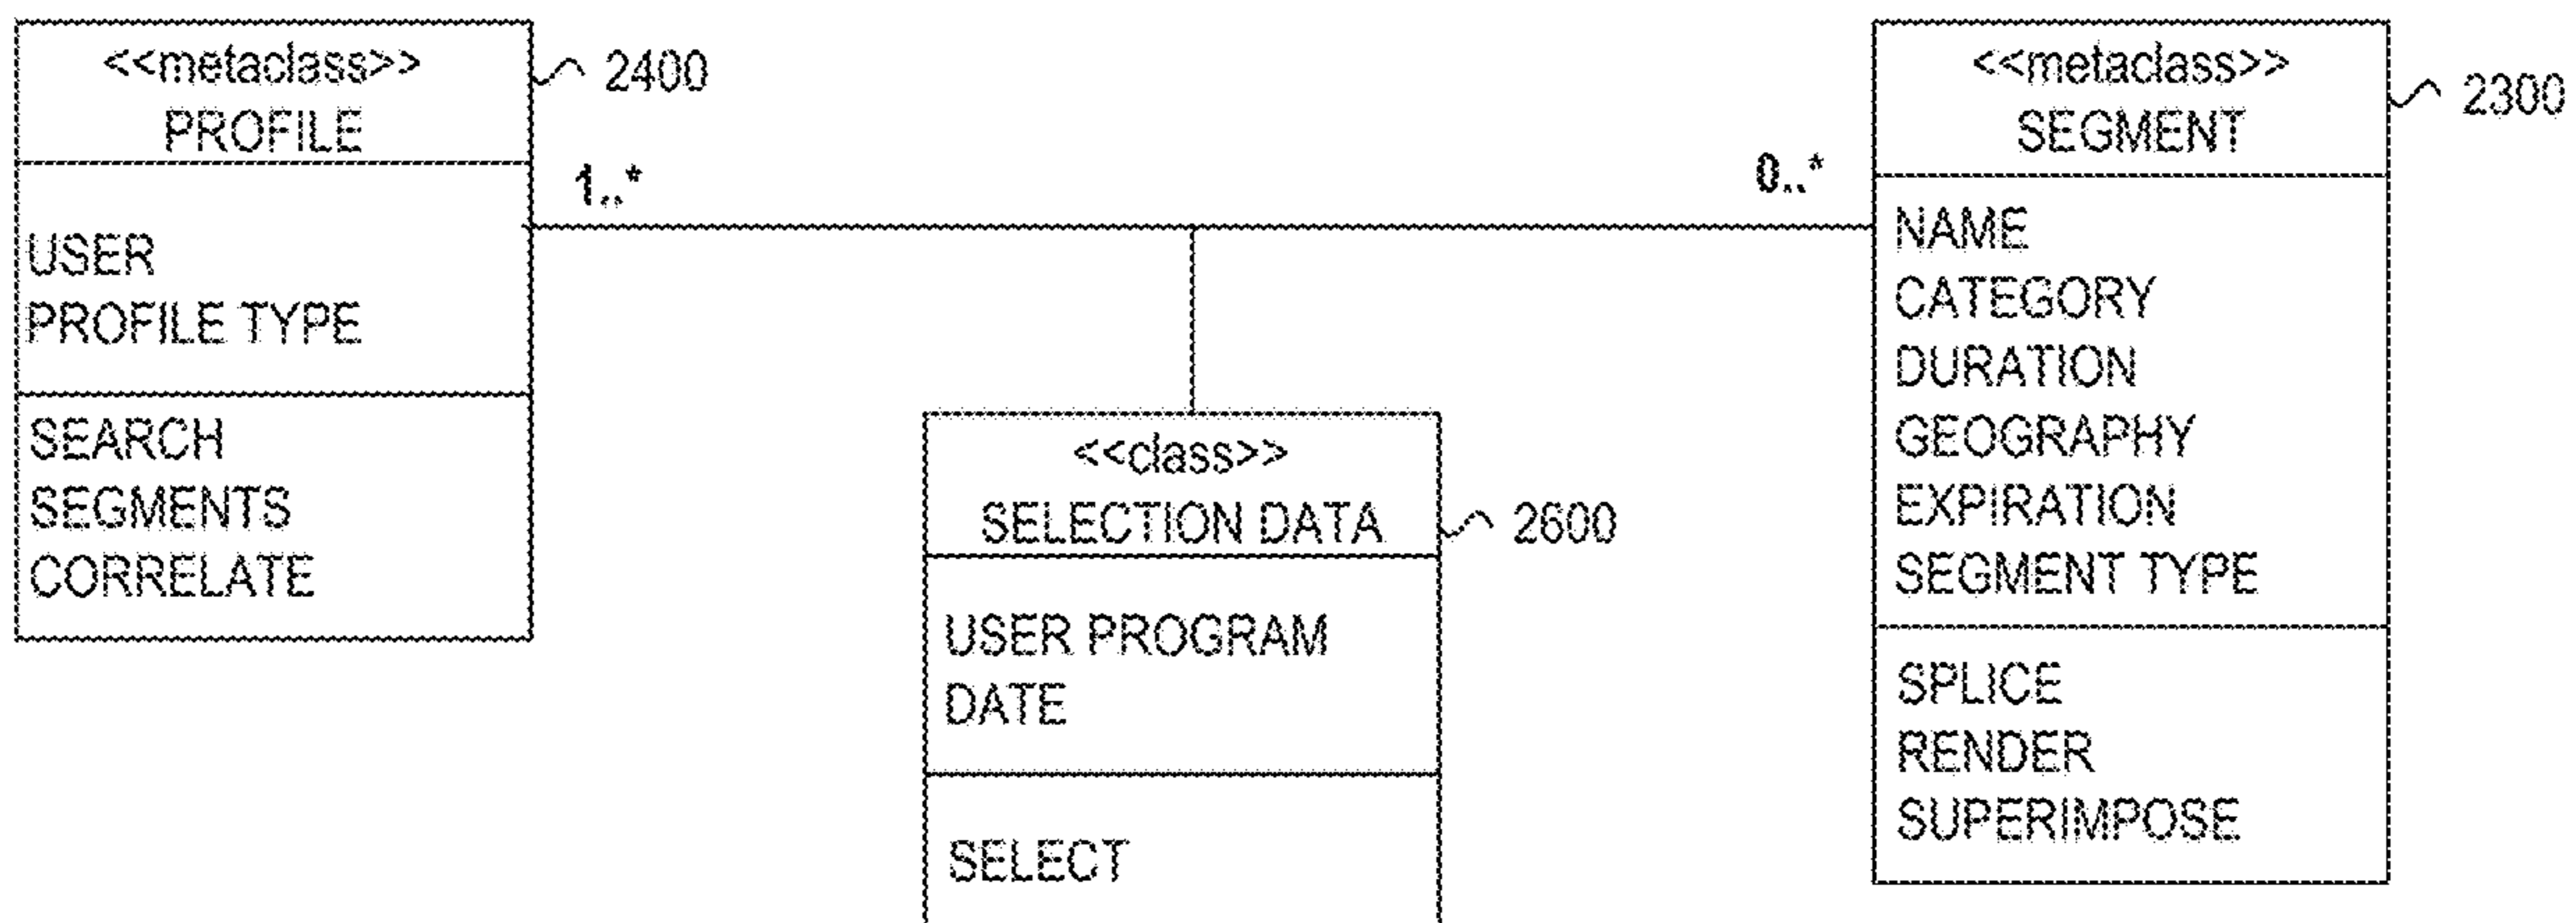 <<metaclass>>
PROFILE
2400
USER
PROFILE TYPE
SEARCH
SEGMENTS
CORRELATE
1..*
0..*
<<class>>
SELECTION DATA
2600
USER PROGRAM
DATE
SELECT
<<metaclass>>
SEGMENT
2300
NAME
CATEGORY
DURATION
GEOGRAPHY
EXPIRATION
SEGMENT TYPE
SPLICE
RENDER
SUPERIMPOSE